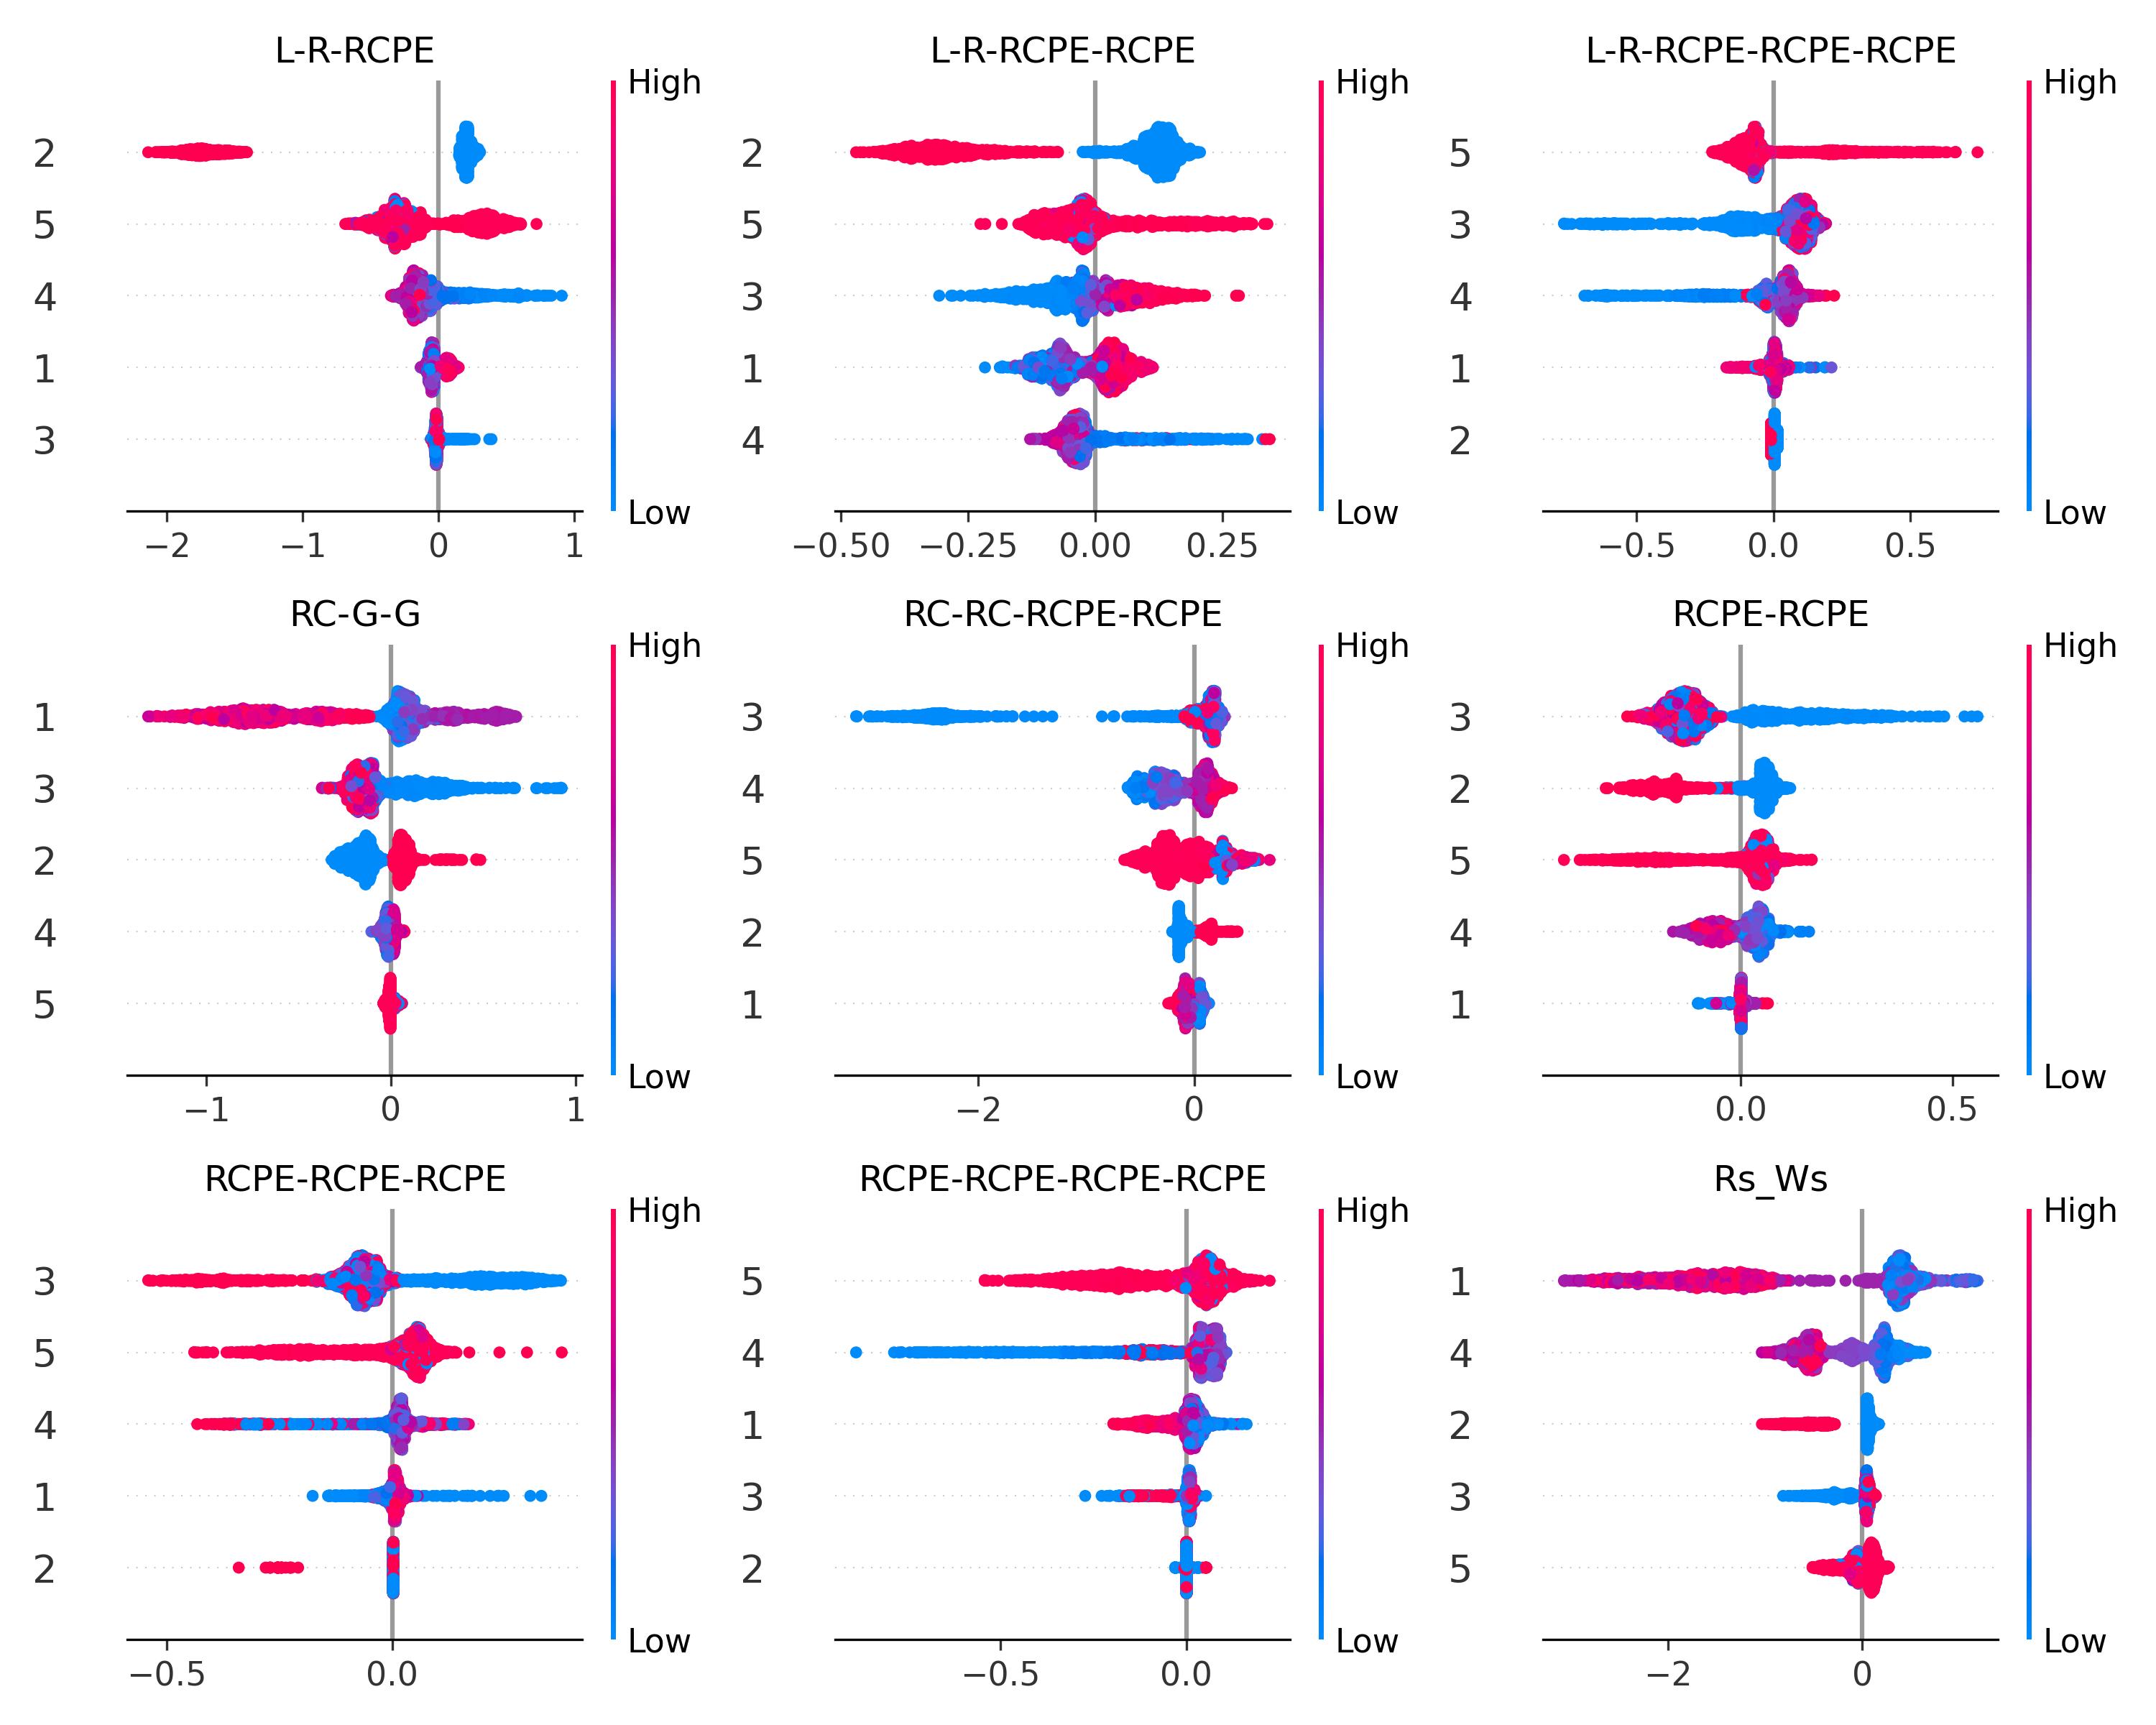 L-R-RCPE
High
2
5
4
1
3
Low
−2 −1 0 1
L-R-RCPE-RCPE
High
2
5
3
1
4
Low
−0.50 −0.25 0.00 0.25
L-R-RCPE-RCPE-RCPE
High
5
3
4
1
2
Low
−0.5 0.0 0.5
RC-G-G
High
1
3
2
4
5
Low
−1 0 1
RC-RC-RCPE-RCPE
High
3
4
5
2
1
Low
−2 0
RCPE-RCPE
High
3
2
5
4
1
Low
0.0 0.5
RCPE-RCPE-RCPE
High
3
5
4
1
2
Low
−0.5 0.0
RCPE-RCPE-RCPE-RCPE
High
5
4
1
3
2
Low
−0.5 0.0
Rs_Ws
High
1
4
2
3
5
Low
−2 0